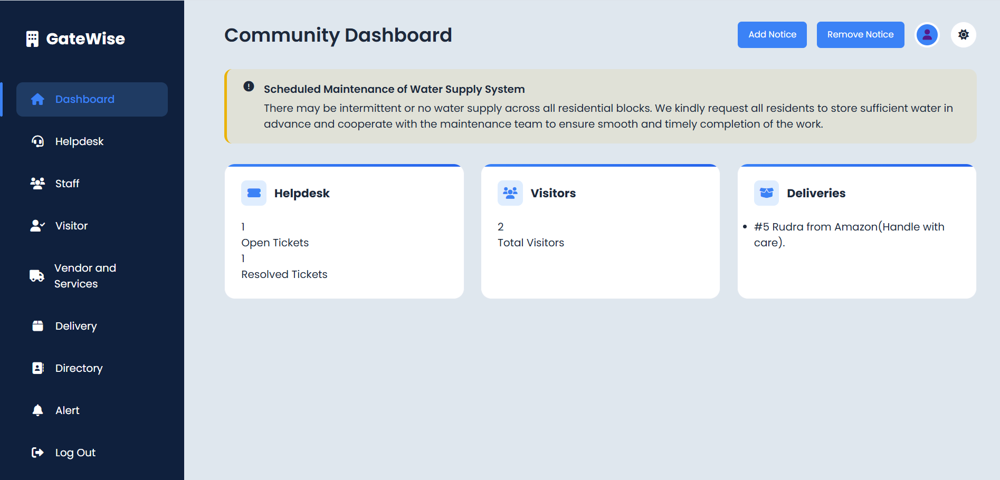 GateWise
Dashboard
Helpdesk
Staff
Visitor
Vendor and
Services
Delivery
Directory
Alert
Log Out
Community Dashboard
Add Notice
Remove Notice
Scheduled Maintenance of Water Supply System
There may be intermittent or no water supply across all residential blocks. We kindly request all residents to store sufficient water in
advance and cooperate with the maintenance team to ensure smooth and timely completion of the work.
Helpdesk
1
Open Tickets
1
Resolved Tickets
Visitors
2
Total Visitors
Deliveries
#5 Rudra from Amazon(Handle with
care).